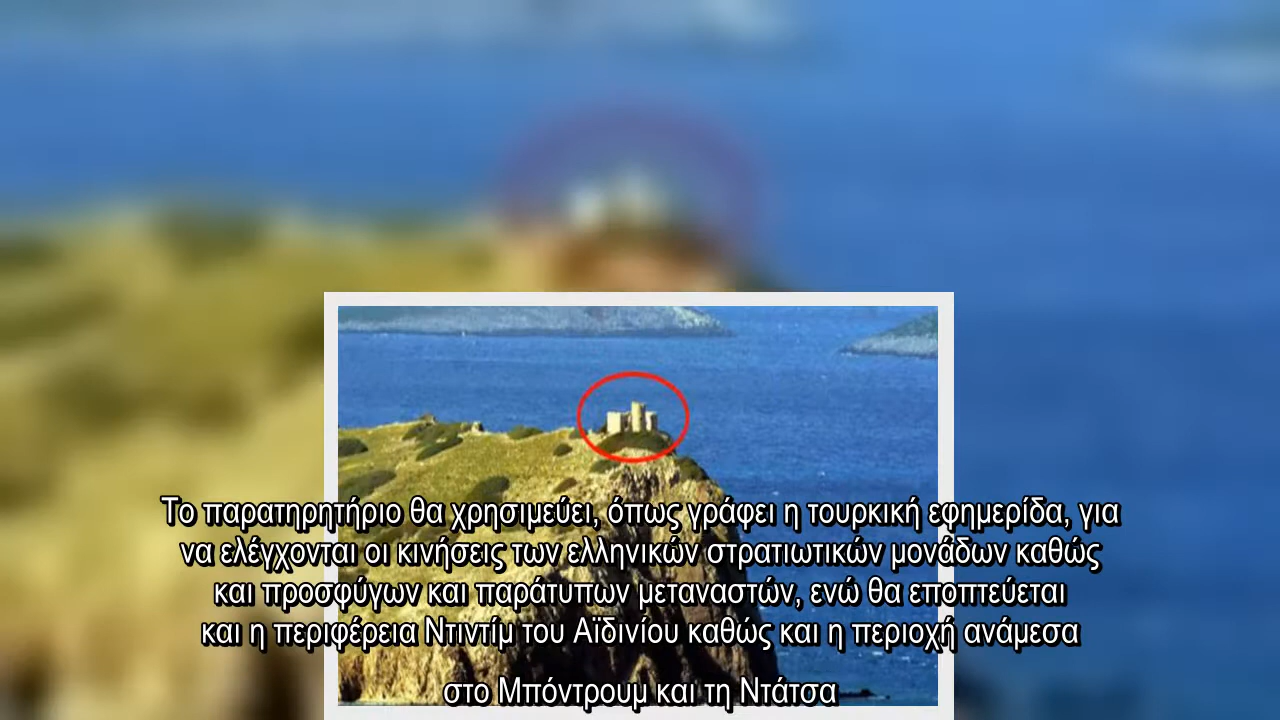 Το παρατηρητήριο θα χρησιμεύει, όπως γράφει η τουρκική εφημερίδα, για
να ελέγχονται οι κινήσεις των ελληνικών στρατιωτικών μονάδων καθώς
και προσφύγων και παράτυπων μεταναστών, ενώ θα εποπτεύεται
και η περιφέρεια Ντιντίμ του Αϊδινίου καθώς και η περιοχή ανάμεσα
στο Μπόντρουμ και τη Ντάτσα